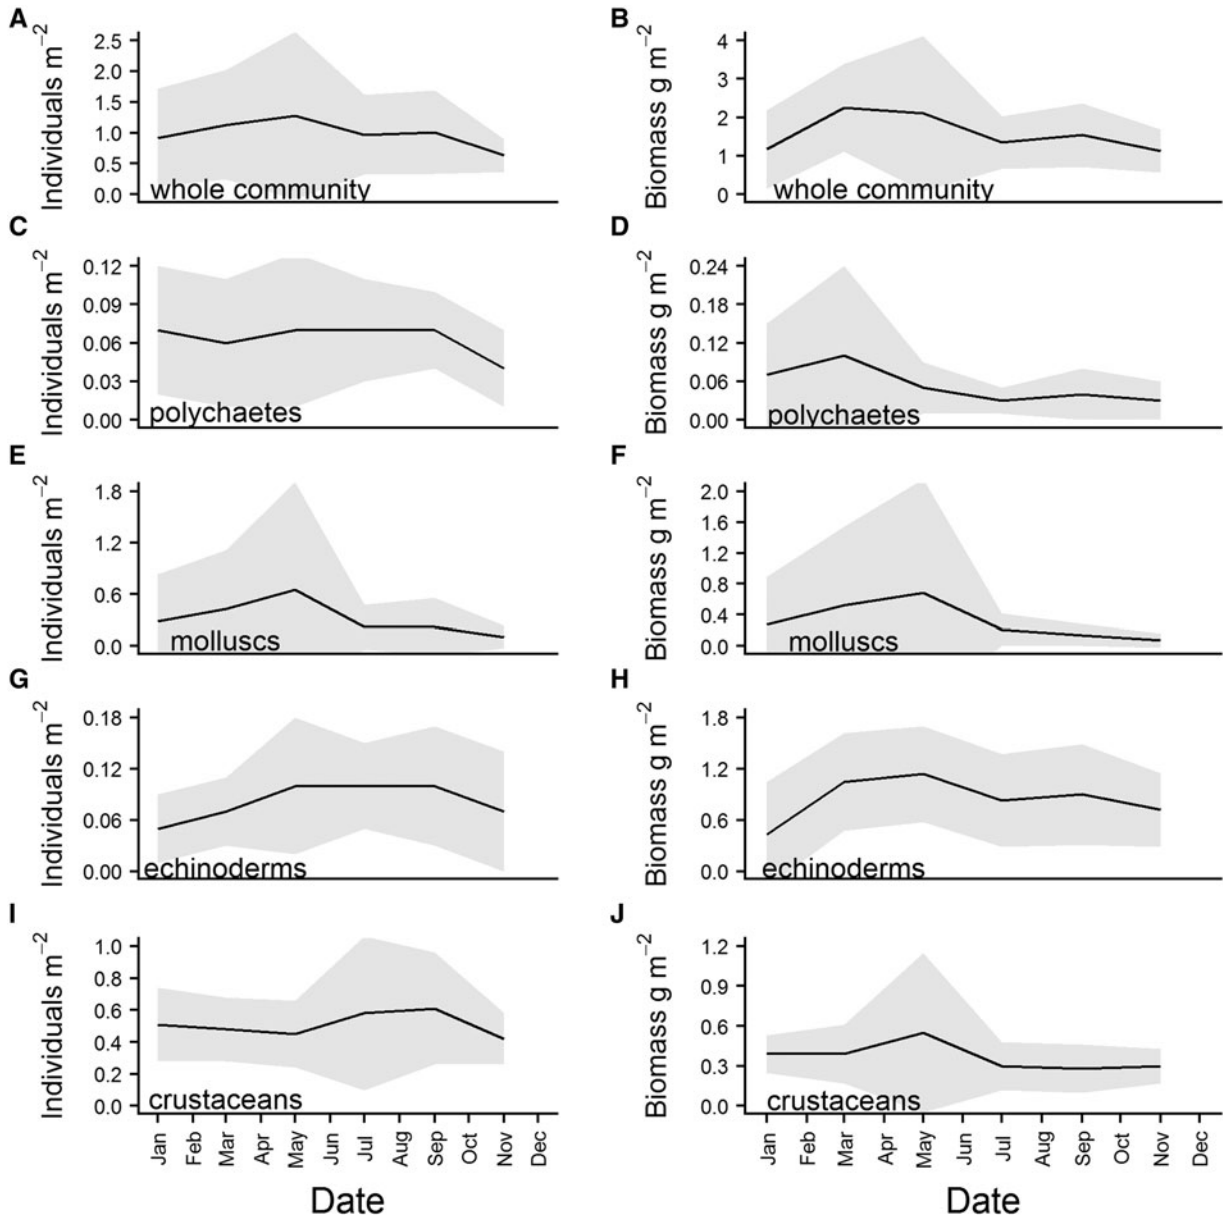 A
Individuals m−2
2.5
2.0
1.5
1.0
0.5
0.0
whole community
B
Biomass g m−2
4
3
2
1
0
whole community
C
Individuals m−2
0.12
0.09
0.06
0.03
0.00
polychaetes
D
Biomass g m−2
0.24
0.18
0.12
0.06
0.00
polychaetes
E
Individuals m−2
1.8
1.2
0.6
0.0
molluscs
F
Biomass g m−2
2.0
1.6
1.2
0.8
0.4
0.0
molluscs
G
Individuals m−2
0.18
0.12
0.06
0.00
echinoderms
H
Biomass g m−2
1.8
1.2
0.6
0.0
echinoderms
I
Individuals m−2
1.0
0.8
0.6
0.4
0.2
0.0
crustaceans
Jan Feb Mar Apr May Jun Jul Aug Sep Oct Nov Dec
Date
J
Biomass g m−2
1.2
0.9
0.6
0.3
0.0
crustaceans
Jan Feb Mar Apr May Jun Jul Aug Sep Oct Nov Dec
Date